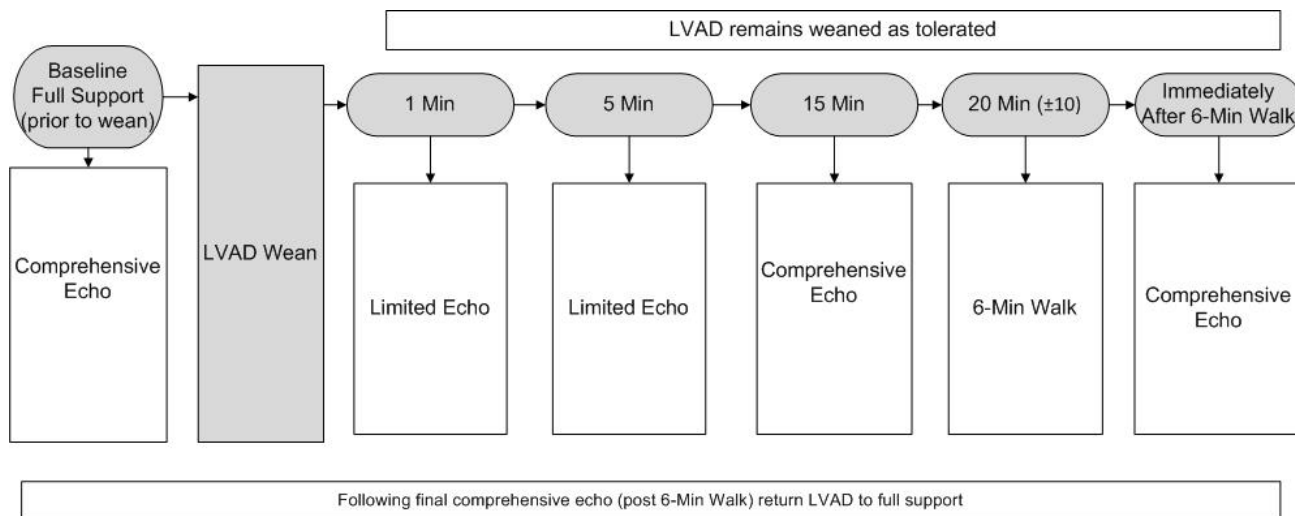 LVAD remains weaned as tolerated
Baseline
Full Support
(prior to wean)
1 Min
5 Min
15 Min
20 Min (±10)
Immediately
After 6-Min Walk
Comprehensive
Echo
LVAD Wean
Limited Echo
Limited Echo
Comprehensive
Echo
6-Min Walk
Comprehensive
Echo
Following final comprehensive echo (post 6-Min Walk) return LVAD to full support